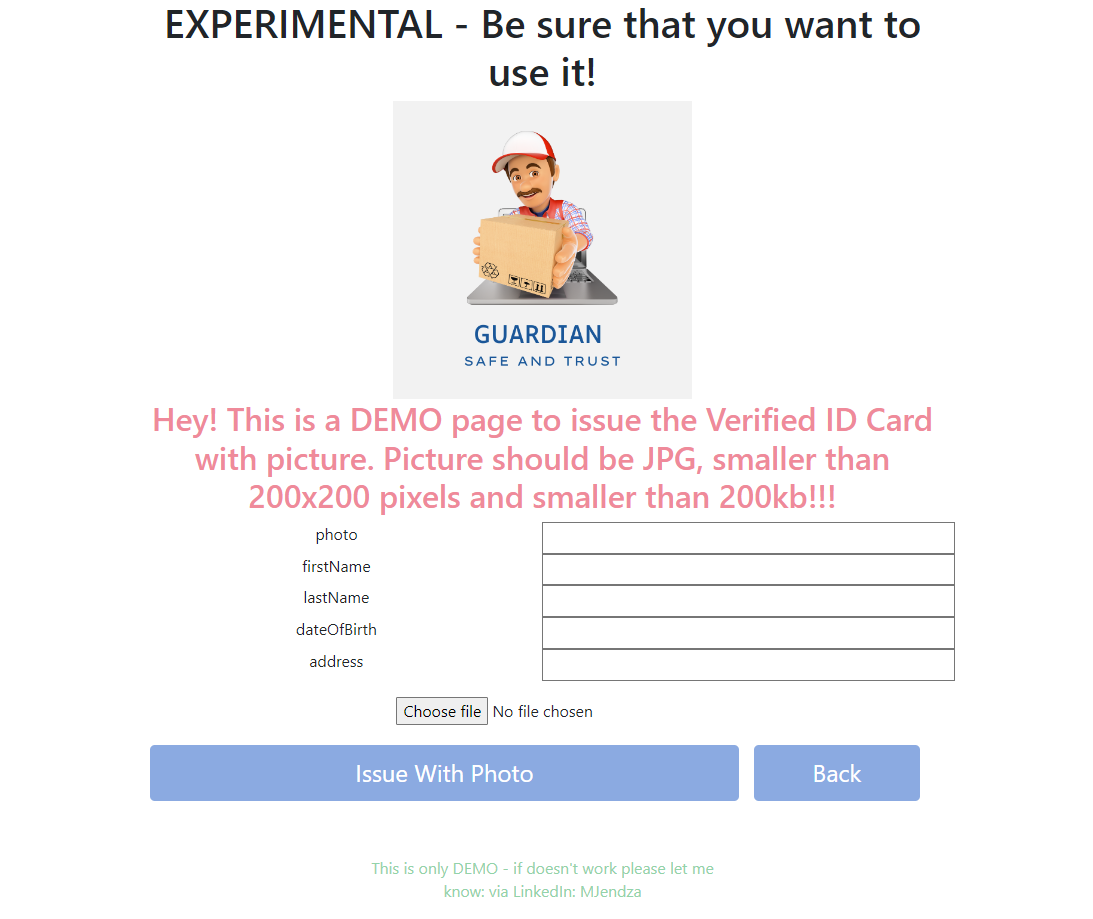 EXPERIMENTAL - Be sure that you want to
use it!
GUARDIAN
SAFE AND TRUST
Hey! This is a DEMO page to issue the Verified ID Card
with picture. Picture should be JPG, smaller than
200x200 pixels and smaller than 200kb!!!
photo
firstName
lastName
dateOfBirth
address
Choose file No file chosen
Issue With Photo
Back
This is only DEMO - if doesn't work please let me
know: via LinkedIn: MJendza